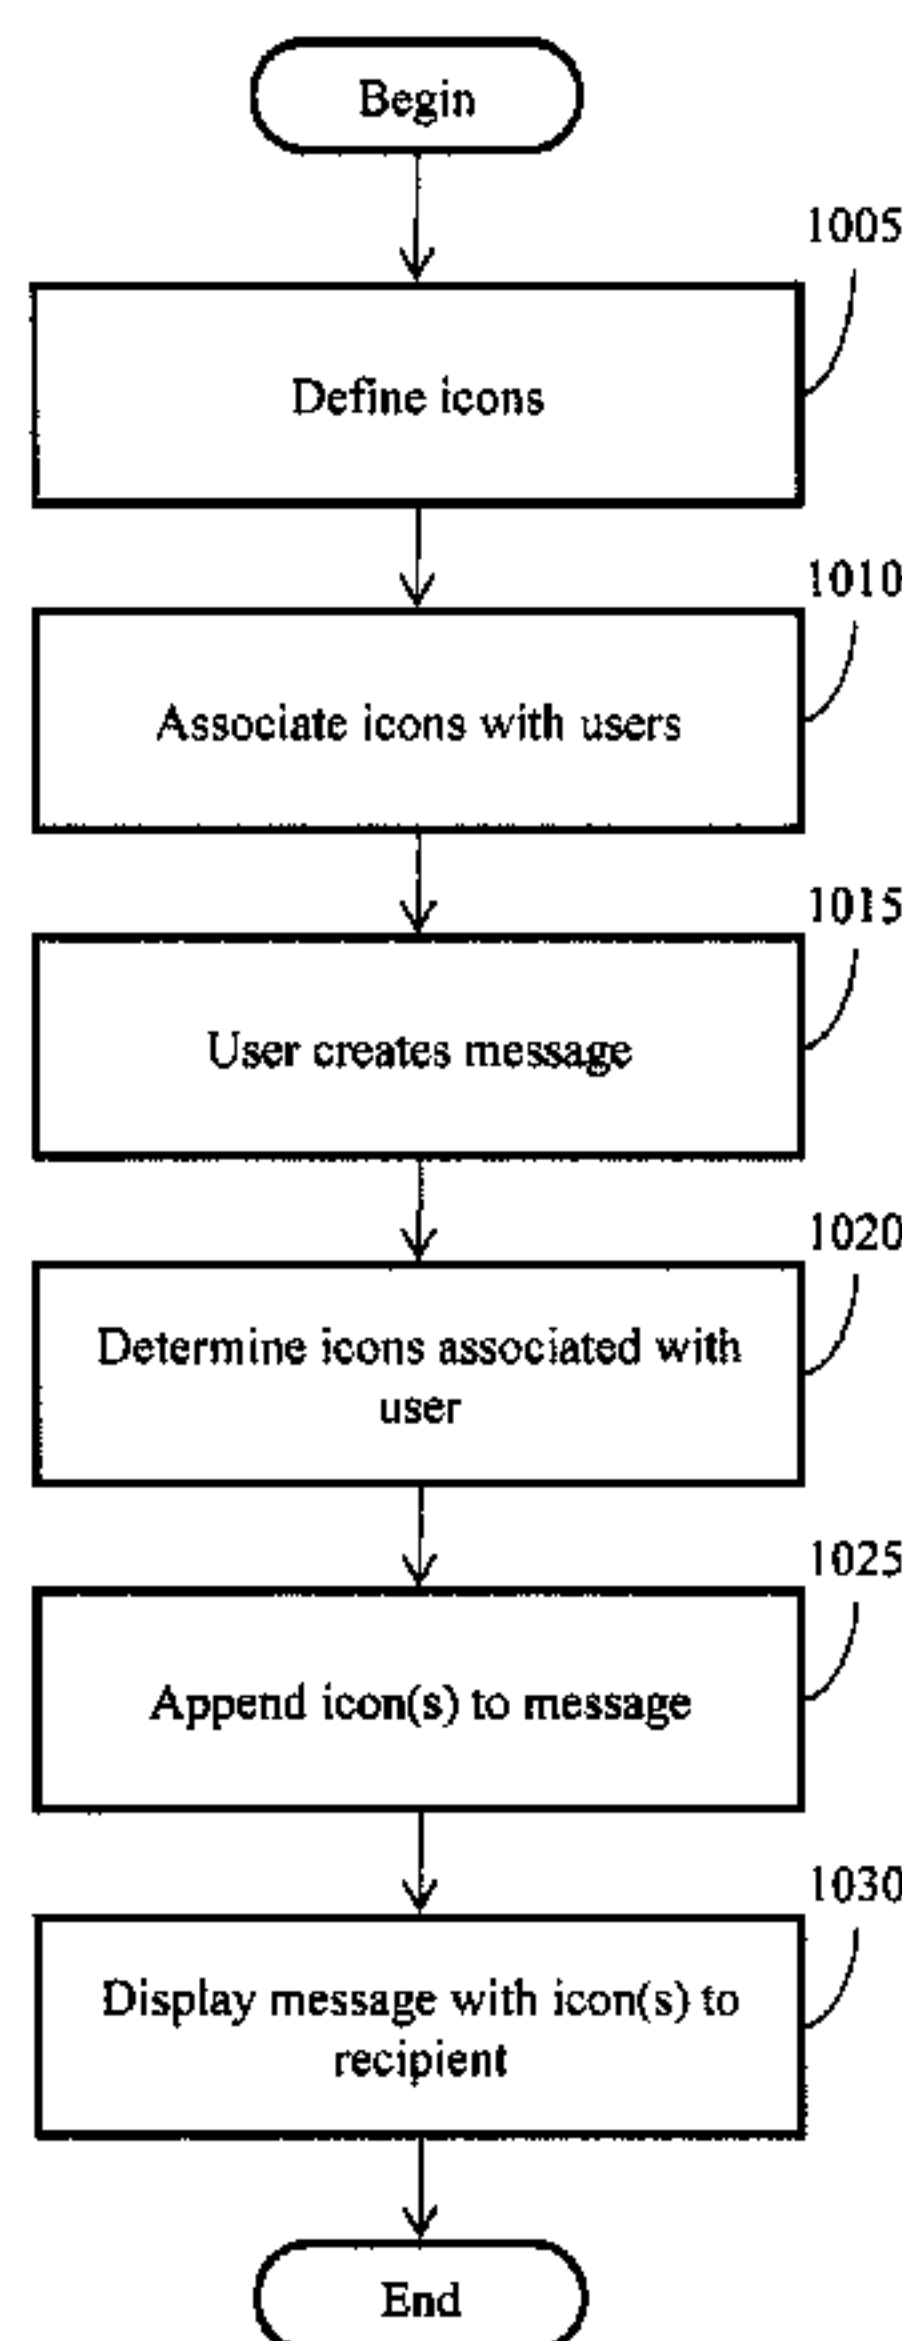 Begin
1005
Define icons
1010
Associate icons with users
1015
User creates message
1020
Determine icons associated with
user
1025
Append icon(s) to message
1030
Display message with icon(s) to
recipient
End